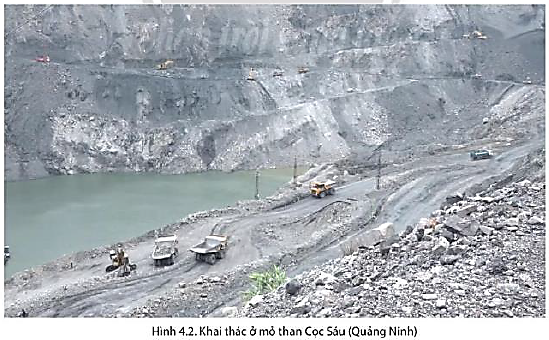 Hình 4.2. Khai thác ở mỏ than Cọc Sáu (Quảng Ninh)